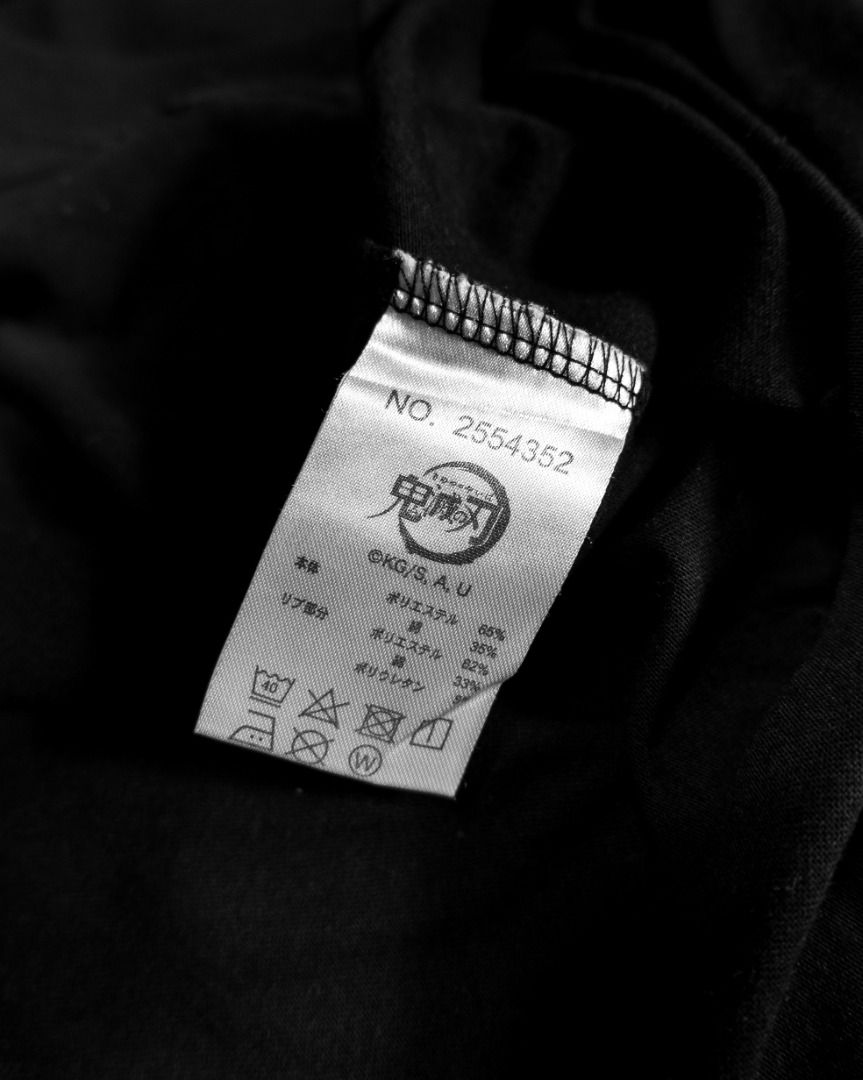 NO. 2554352
鬼滅の刃
©KG/S, A, U
本体 ポリエステル 65%
綿 35%
リブ部分 ポリエステル 62%
綿 33%
ポリウレタン
40
W